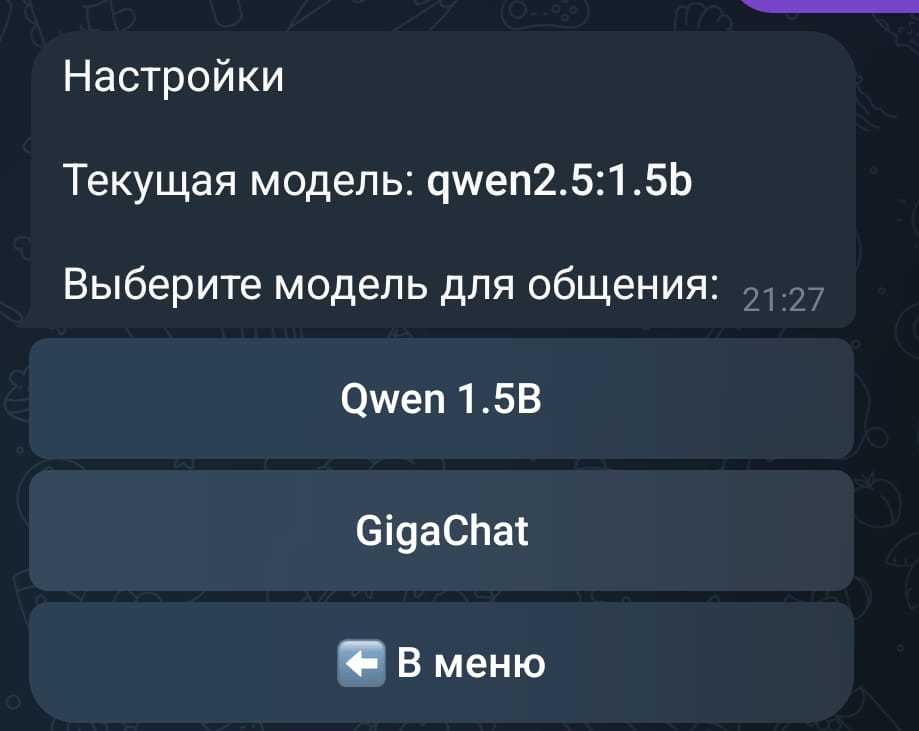 Настройки
Текущая модель: qwen2.5:1.5b
Выберите модель для общения:
21:27
Qwen 1.5B
GigaChat
⬅️ В меню